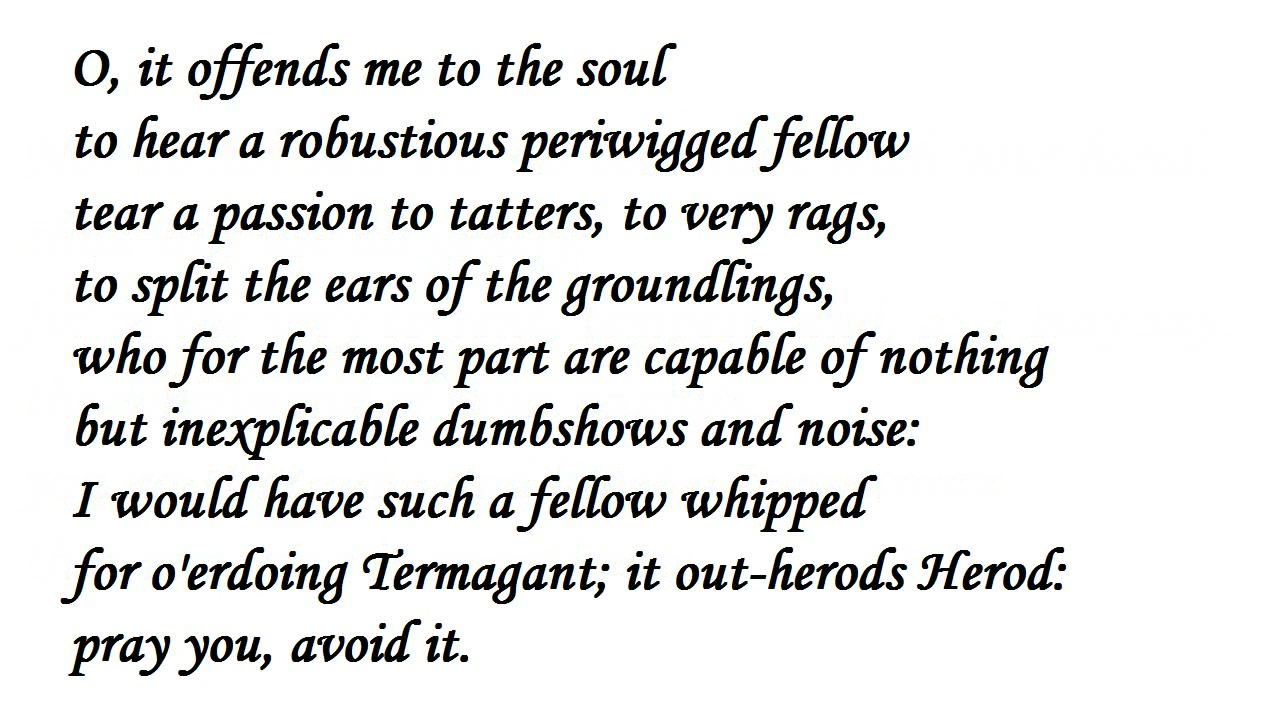 O, it offends me to the soul
to hear a robustious periwigged fellow
tear a passion to tatters, to very rags,
to split the ears of the groundlings,
who for the most part are capable of nothing
but inexplicable dumbshows and noise:
I would have such a fellow whipped
for o'erdoing Termagant; it out-herods Herod:
pray you, avoid it.